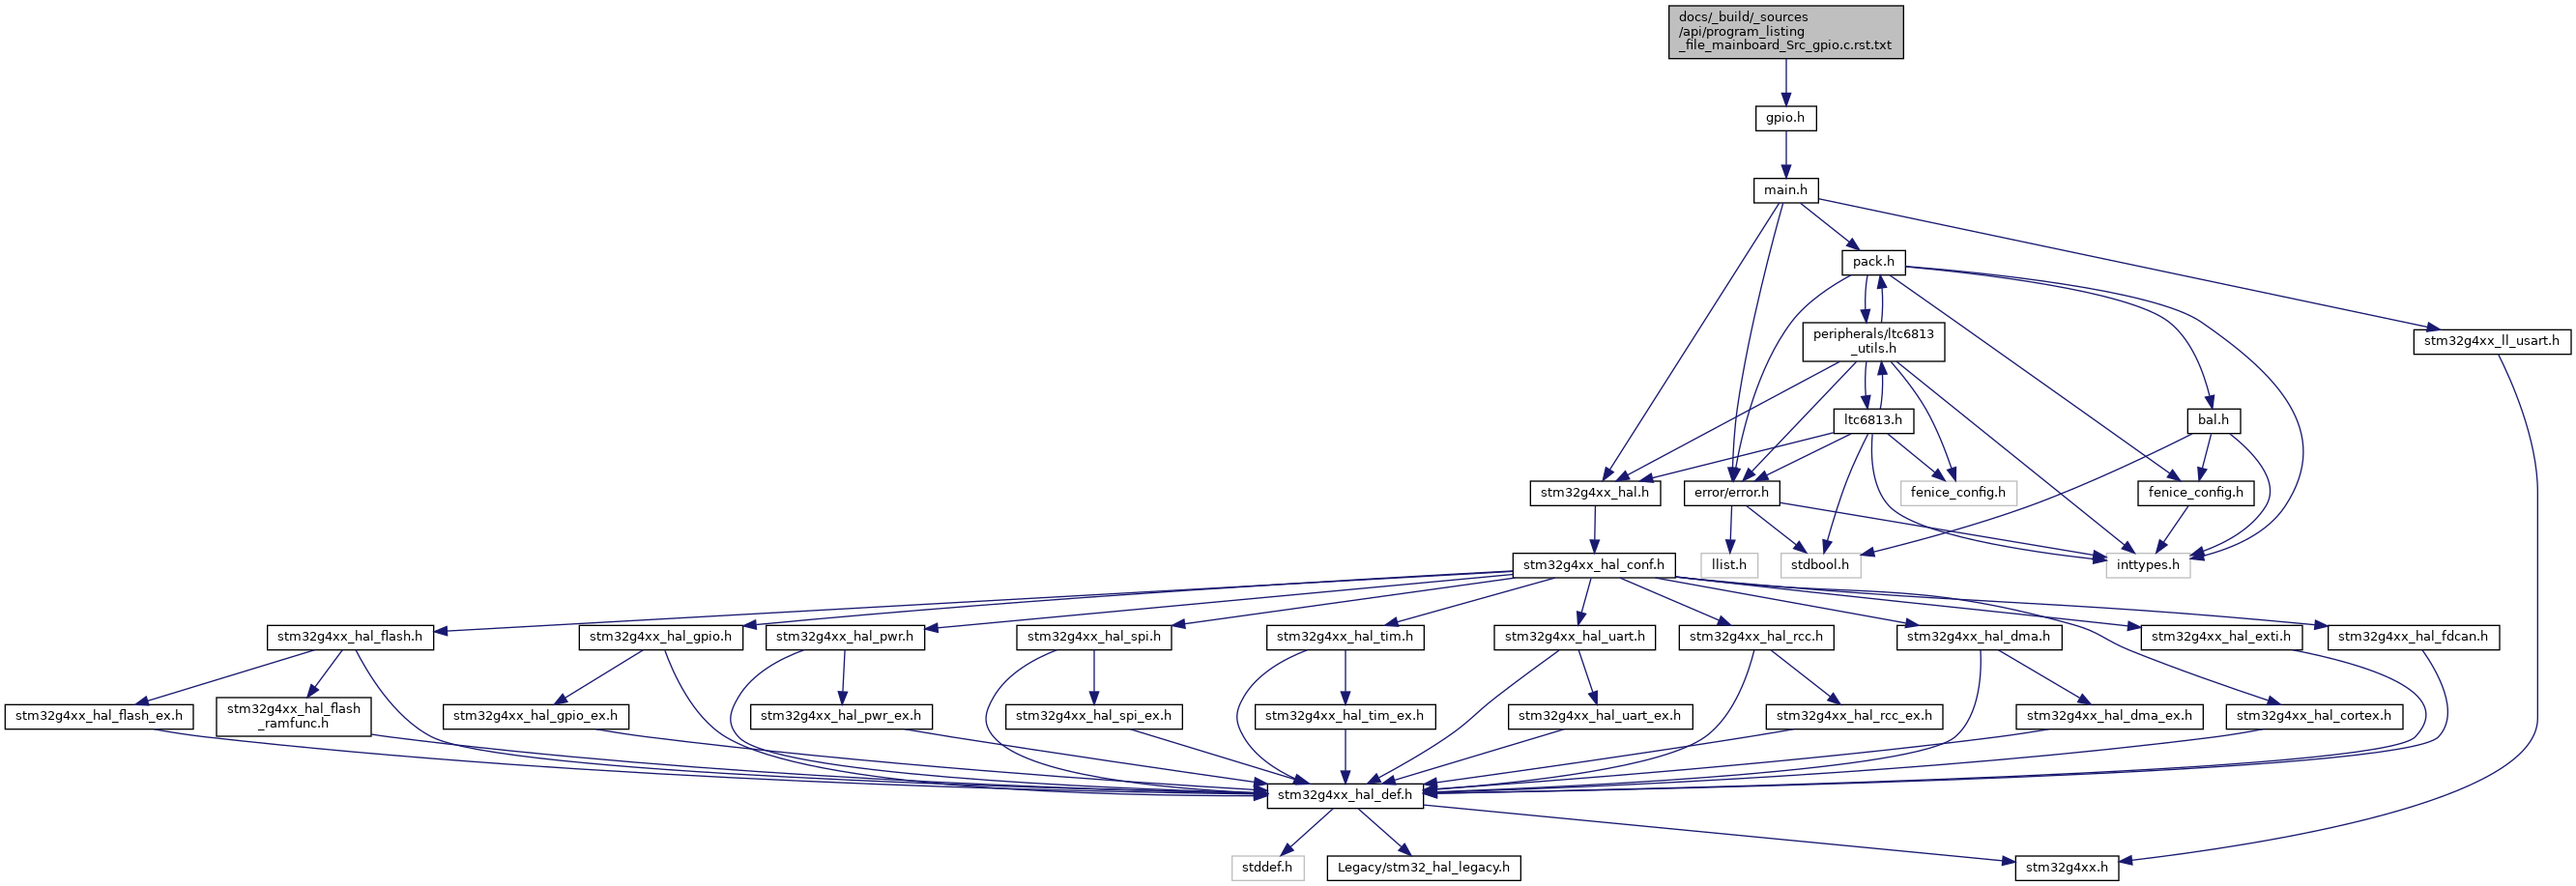 docs/_build/_sources
/api/program_listing
_file_mainboard_Src_gpio.c.rst.txt
gpio.h
main.h
pack.h
peripherals/ltc6813
_utils.h
stm32g4xx_ll_usart.h
ltc6813.h
bal.h
stm32g4xx_hal.h
error/error.h
fenice_config.h
fenice_config.h
stm32g4xx_hal_conf.h
llist.h
stdbool.h
inttypes.h
stm32g4xx_hal_flash.h
stm32g4xx_hal_gpio.h
stm32g4xx_hal_pwr.h
stm32g4xx_hal_spi.h
stm32g4xx_hal_tim.h
stm32g4xx_hal_uart.h
stm32g4xx_hal_rcc.h
stm32g4xx_hal_dma.h
stm32g4xx_hal_exti.h
stm32g4xx_hal_fdcan.h
stm32g4xx_hal_flash_ex.h
stm32g4xx_hal_flash
_ramfunc.h
stm32g4xx_hal_gpio_ex.h
stm32g4xx_hal_pwr_ex.h
stm32g4xx_hal_spi_ex.h
stm32g4xx_hal_tim_ex.h
stm32g4xx_hal_uart_ex.h
stm32g4xx_hal_rcc_ex.h
stm32g4xx_hal_dma_ex.h
stm32g4xx_hal_cortex.h
stm32g4xx_hal_def.h
stddef.h
Legacy/stm32_hal_legacy.h
stm32g4xx.h